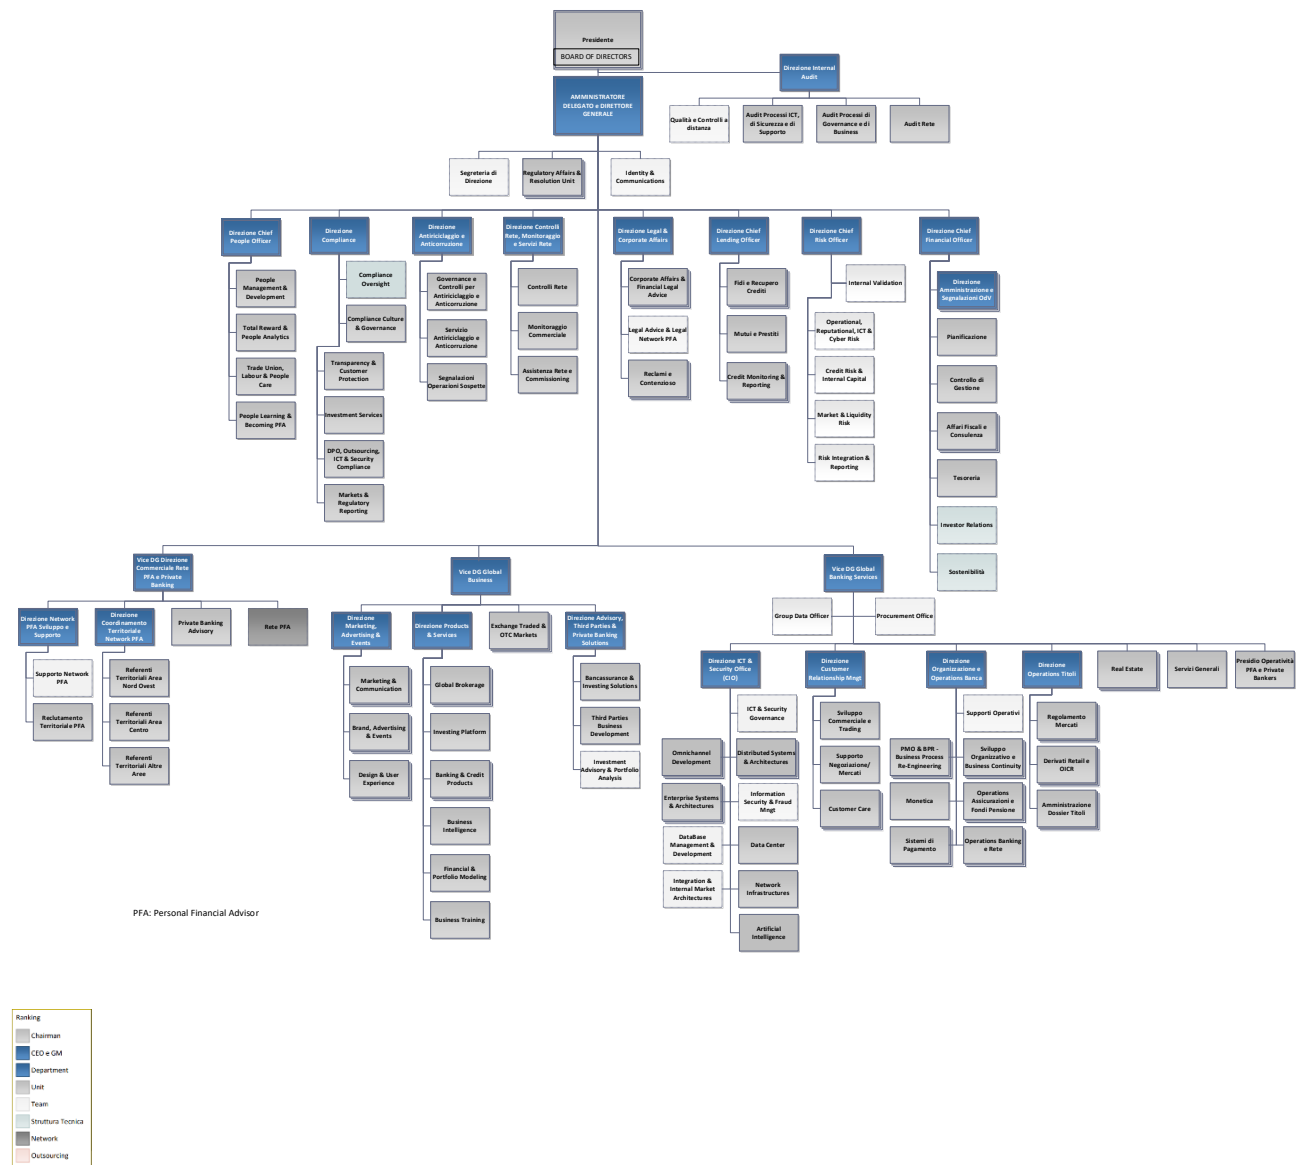 Presidente
BOARD OF DIRECTORS
Direzione Internal
Audit
AMMINISTRATORE
DELEGATO e DIRETTORE
GENERALE
Qualità e Controlli a
distanza
Audit Processi ICT,
di Sicurezza e di
Supporto
Audit Processi di
Governance e di
Business
Audit Rete
Segreteria di
Direzione
Regulatory Affairs &
Resolution Unit
Identity &
Communications
Direzione Chief
People Officer
Direzione
Compliance
Direzione
Antiriciclaggio e
Anticorruzione
Direzione Controlli
Rete, Monitoraggio
e Servizi Rete
Direzione Legal &
Corporate Affairs
Direzione Chief
Lending Officer
Direzione Chief
Risk Officer
Direzione Chief
Financial Officer
People
Management &
Development
Total Reward &
People Analytics
Trade Union,
Labour & People
Care
People Learning &
Becoming PFA
Compliance
Oversight
Compliance Culture
& Governance
Transparency &
Customer
Protection
Investment Services
DPO, Outsourcing,
ICT & Security
Compliance
Markets &
Regulatory
Reporting
Governance e
Controlli per
Antiriciclaggio e
Anticorruzione
Servizio
Antiriciclaggio e
Anticorruzione
Segnalazioni
Operazioni Sospette
Controlli Rete
Monitoraggio
Commerciale
Assistenza Rete e
Commissioning
Corporate Affairs &
Financial Legal
Advice
Legal Advice & Legal
Network PFA
Reclami e
Contenzioso
Fidi e Recupero
Crediti
Mutui e Prestiti
Credit Monitoring &
Reporting
Internal Validation
Operational,
Reputational, ICT &
Cyber Risk
Credit Risk &
Internal Capital
Market & Liquidity
Risk
Risk Integration &
Reporting
Direzione
Amministrazione e
Segnalazioni OdV
Pianificazione
Controllo di
Gestione
Affari Fiscali e
Consulenza
Tesoreria
Investor Relations
Sostenibilità
Vice DG Direzione
Commerciale Rete
PFA e Private
Banking
Vice DG Global
Business
Vice DG Global
Banking Services
Direzione Network
PFA Sviluppo e
Supporto
Direzione
Coordinamento
Territoriale
Network PFA
Private Banking
Advisory
Rete PFA
Supporto Network
PFA
Reclutamento
Territoriale PFA
Referenti
Territoriali Area
Nord Ovest
Referenti
Territoriali Area
Centro
Referenti
Territoriali Altre
Aree
Direzione
Marketing,
Advertising &
Events
Direzione Products
& Services
Exchange Traded &
OTC Markets
Direzione Advisory,
Third Parties &
Private Banking
Solutions
Marketing &
Communication
Brand, Advertising
& Events
Design & User
Experience
Global Brokerage
Investing Platform
Banking & Credit
Products
Business
Intelligence
Financial &
Portfolio Modeling
Business Training
Bancassurance &
Investing Solutions
Third Parties
Business
Development
Investment
Advisory & Portfolio
Analysis
Group Data Officer
Procurement Office
Direzione ICT &
Security Office
(CIO)
Direzione
Customer
Relationship Mngt
Direzione
Organizzazione e
Operations Banca
Direzione
Operations Titoli
Real Estate
Servizi Generali
Presidio Operatività
PFA e Private
Bankers
ICT & Security
Governance
Omnichannel
Development
Distributed Systems
& Architectures
Enterprise Systems
& Architectures
Information
Security & Fraud
Mngt
DataBase
Management &
Development
Data Center
Integration &
Internal Market
Architectures
Network
Infrastructures
Artificial
Intelligence
Sviluppo
Commerciale e
Trading
Supporto
Negoziazione/
Mercati
Customer Care
Supporti Operativi
PMO & BPR -
Business Process
Re-Engineering
Sviluppo
Organizzativo e
Business Continuity
Monetica
Operations
Assicurazioni e
Fondi Pensione
Sistemi di
Pagamento
Operations Banking
e Rete
Regolamento
Mercati
Derivati Retail e
OICR
Amministrazione
Dossier Titoli
PFA: Personal Financial Advisor
Ranking
Chairman
CEO e GM
Department
Unit
Team
Struttura Tecnica
Network
Outsourcing